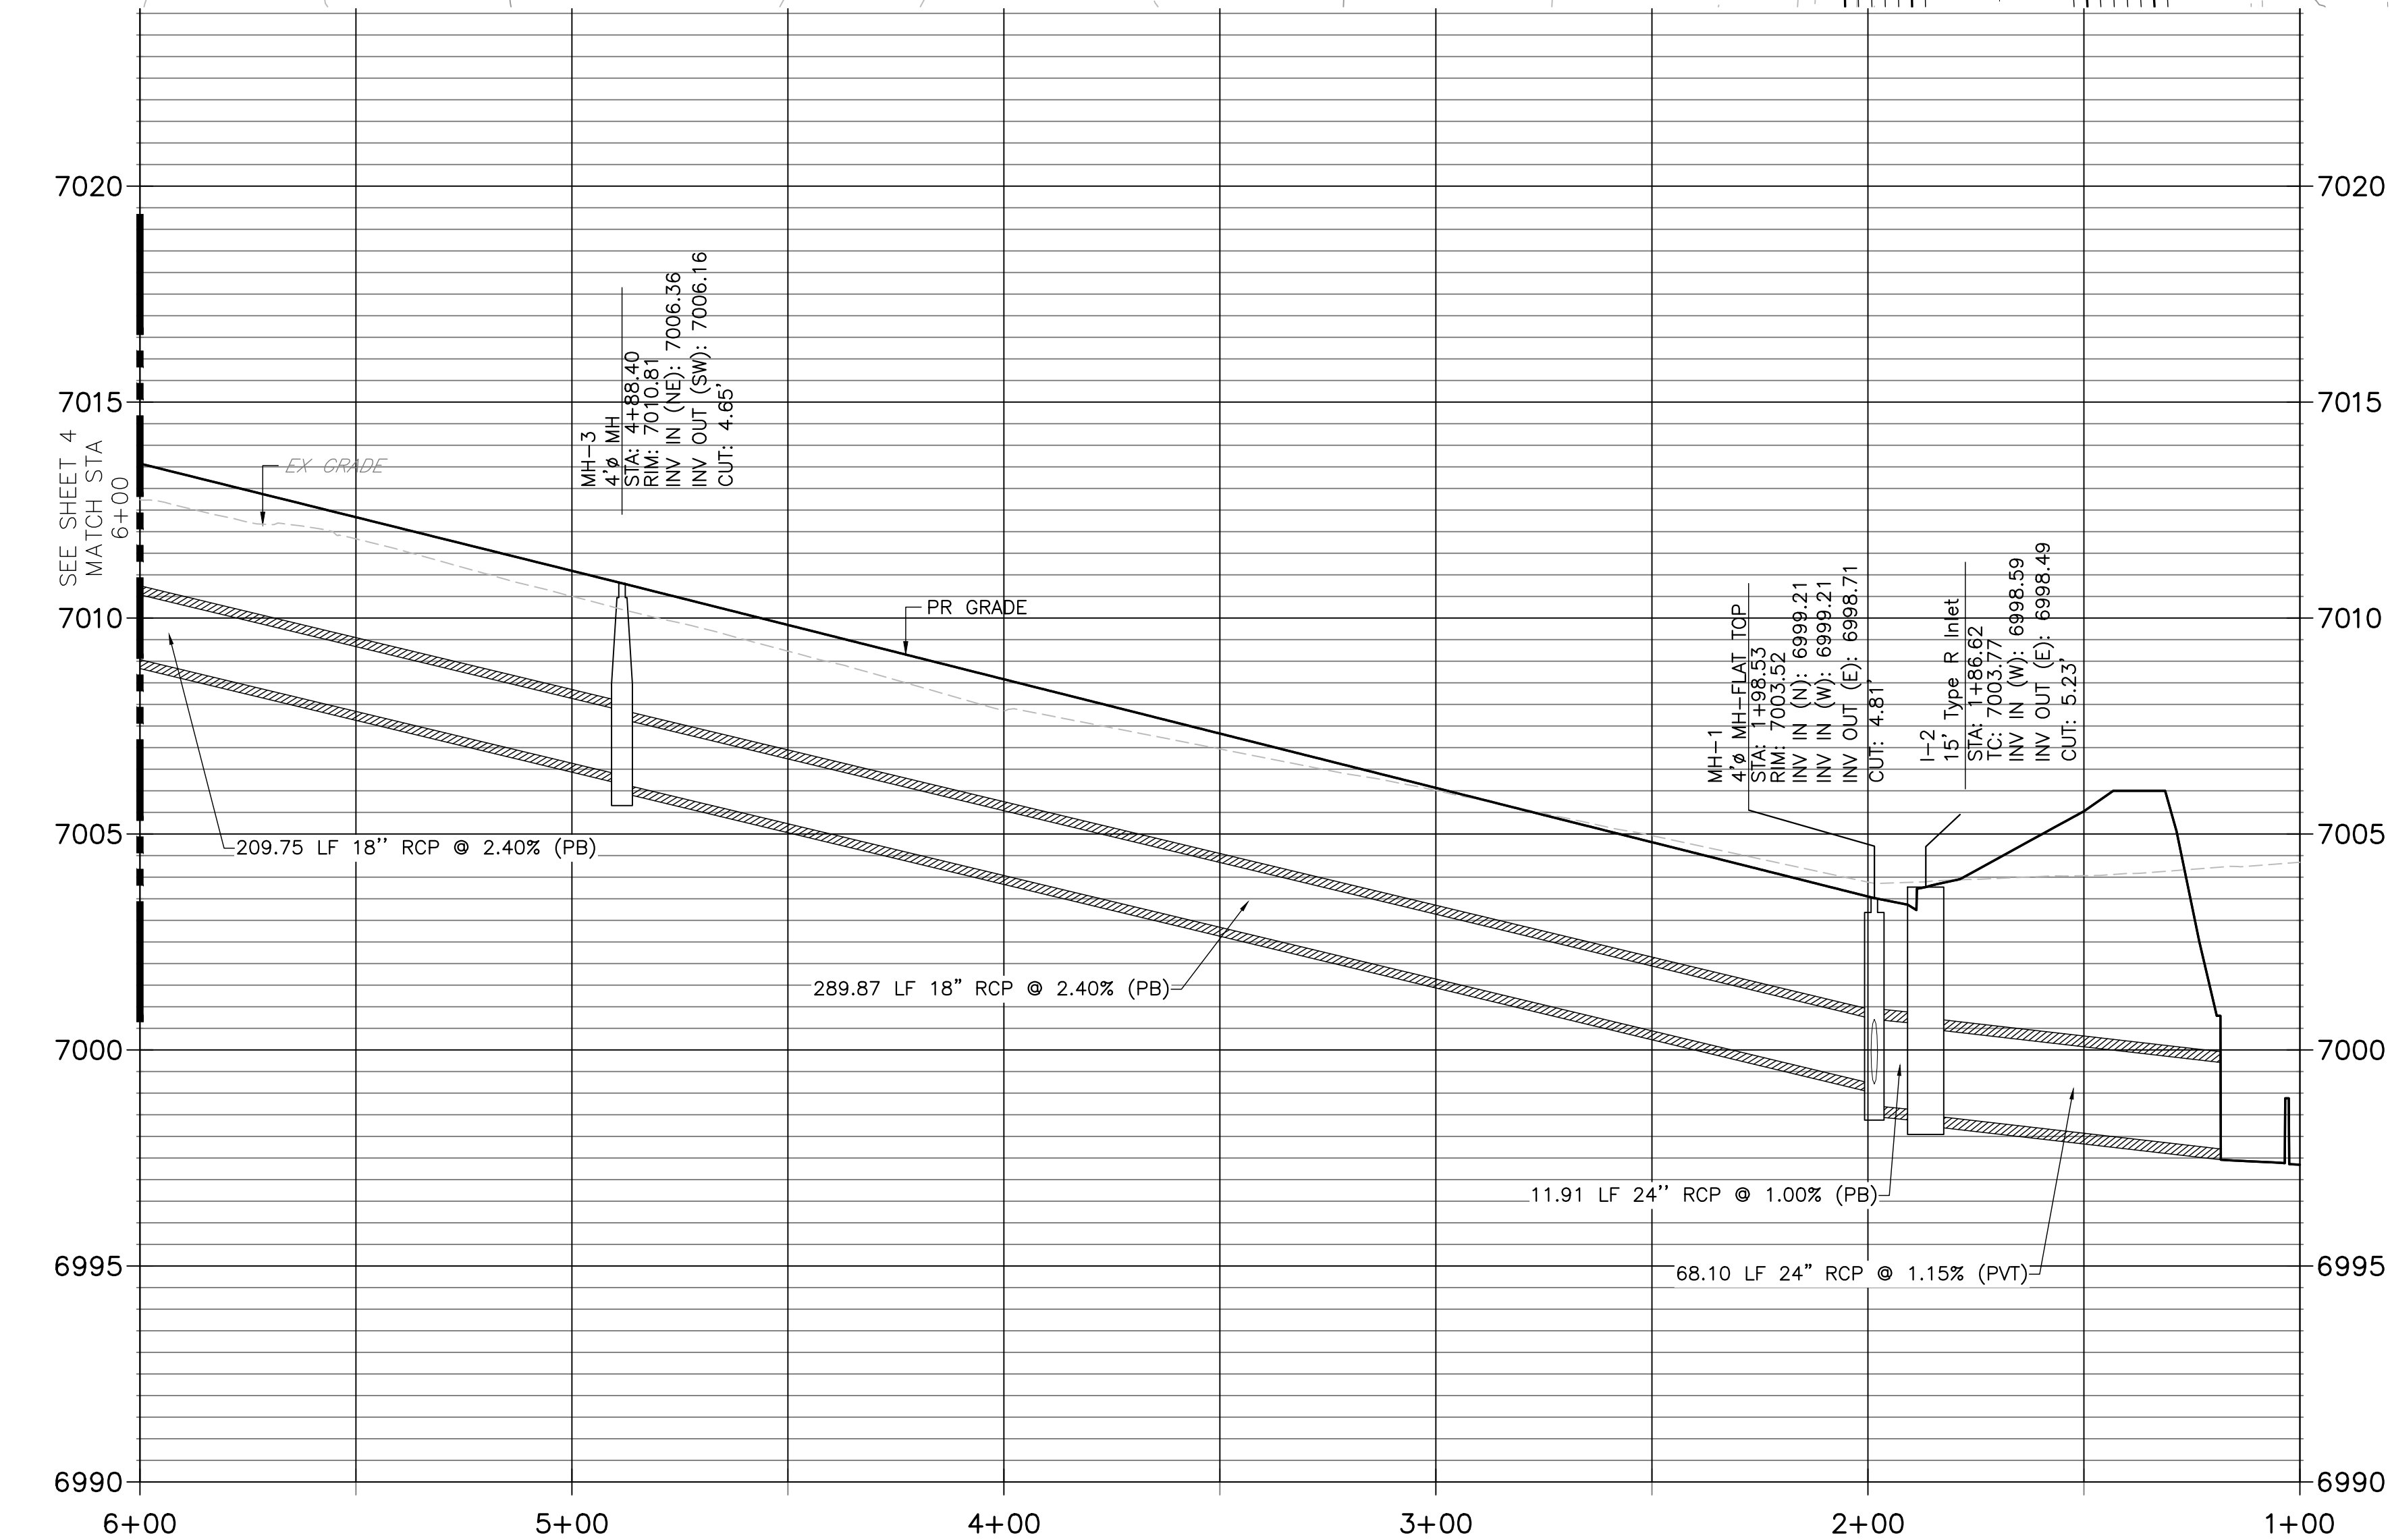 7020
7020
7015
7015
7010
7010
7005
7005
7000
7000
6995
6995
6990
6990
SEE SHEET 4
MATCH STA
6+00
EX GRADE
MH-3
4'ø MH
STA: 4+88.40
RIM: 7010.81
INV IN (NE): 7006.36
INV OUT (SW): 7006.16
CUT: 4.65'
PR GRADE
MH-1
4'ø MH-FLAT TOP
STA: 1+98.53
RIM: 7003.52
INV IN (N): 6999.21
INV IN (W): 6999.21
INV OUT (E): 6998.71
CUT: 4.81'
I-2
15' Type R Inlet
STA: 1+86.62
TC: 7003.77
INV IN (W): 6998.59
INV OUT (E): 6998.49
CUT: 5.23'
209.75 LF 18'' RCP @ 2.40% (PB)
289.87 LF 18" RCP @ 2.40% (PB)
11.91 LF 24'' RCP @ 1.00% (PB)
68.10 LF 24" RCP @ 1.15% (PVT)
6+00
5+00
4+00
3+00
2+00
1+00